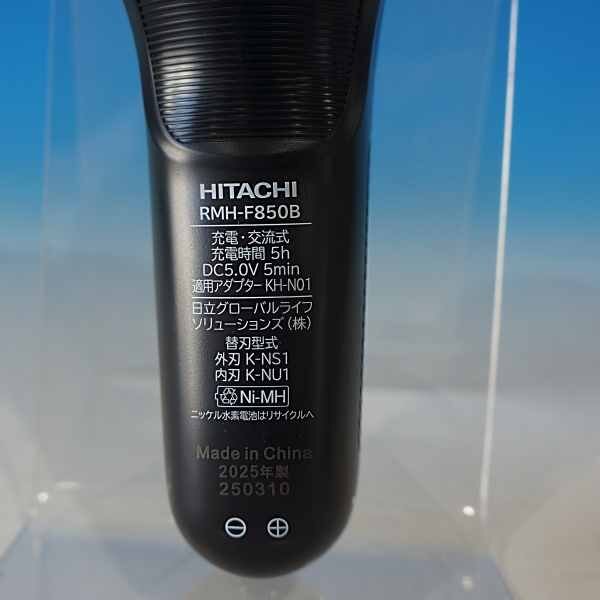 HITACHI
RMH-F850B
充電・交流式
充電時間 5h
DC5.0V 5min
適用アダプター KH-N01
日立グローバルライフ
ソリューションズ(株)
替刃型式
外刃 K-NS1
内刃 K-NU1
Ni-MH
ニッケル水素電池はリサイクルへ
Made in China
2025年製
250310
⊖ ⊕